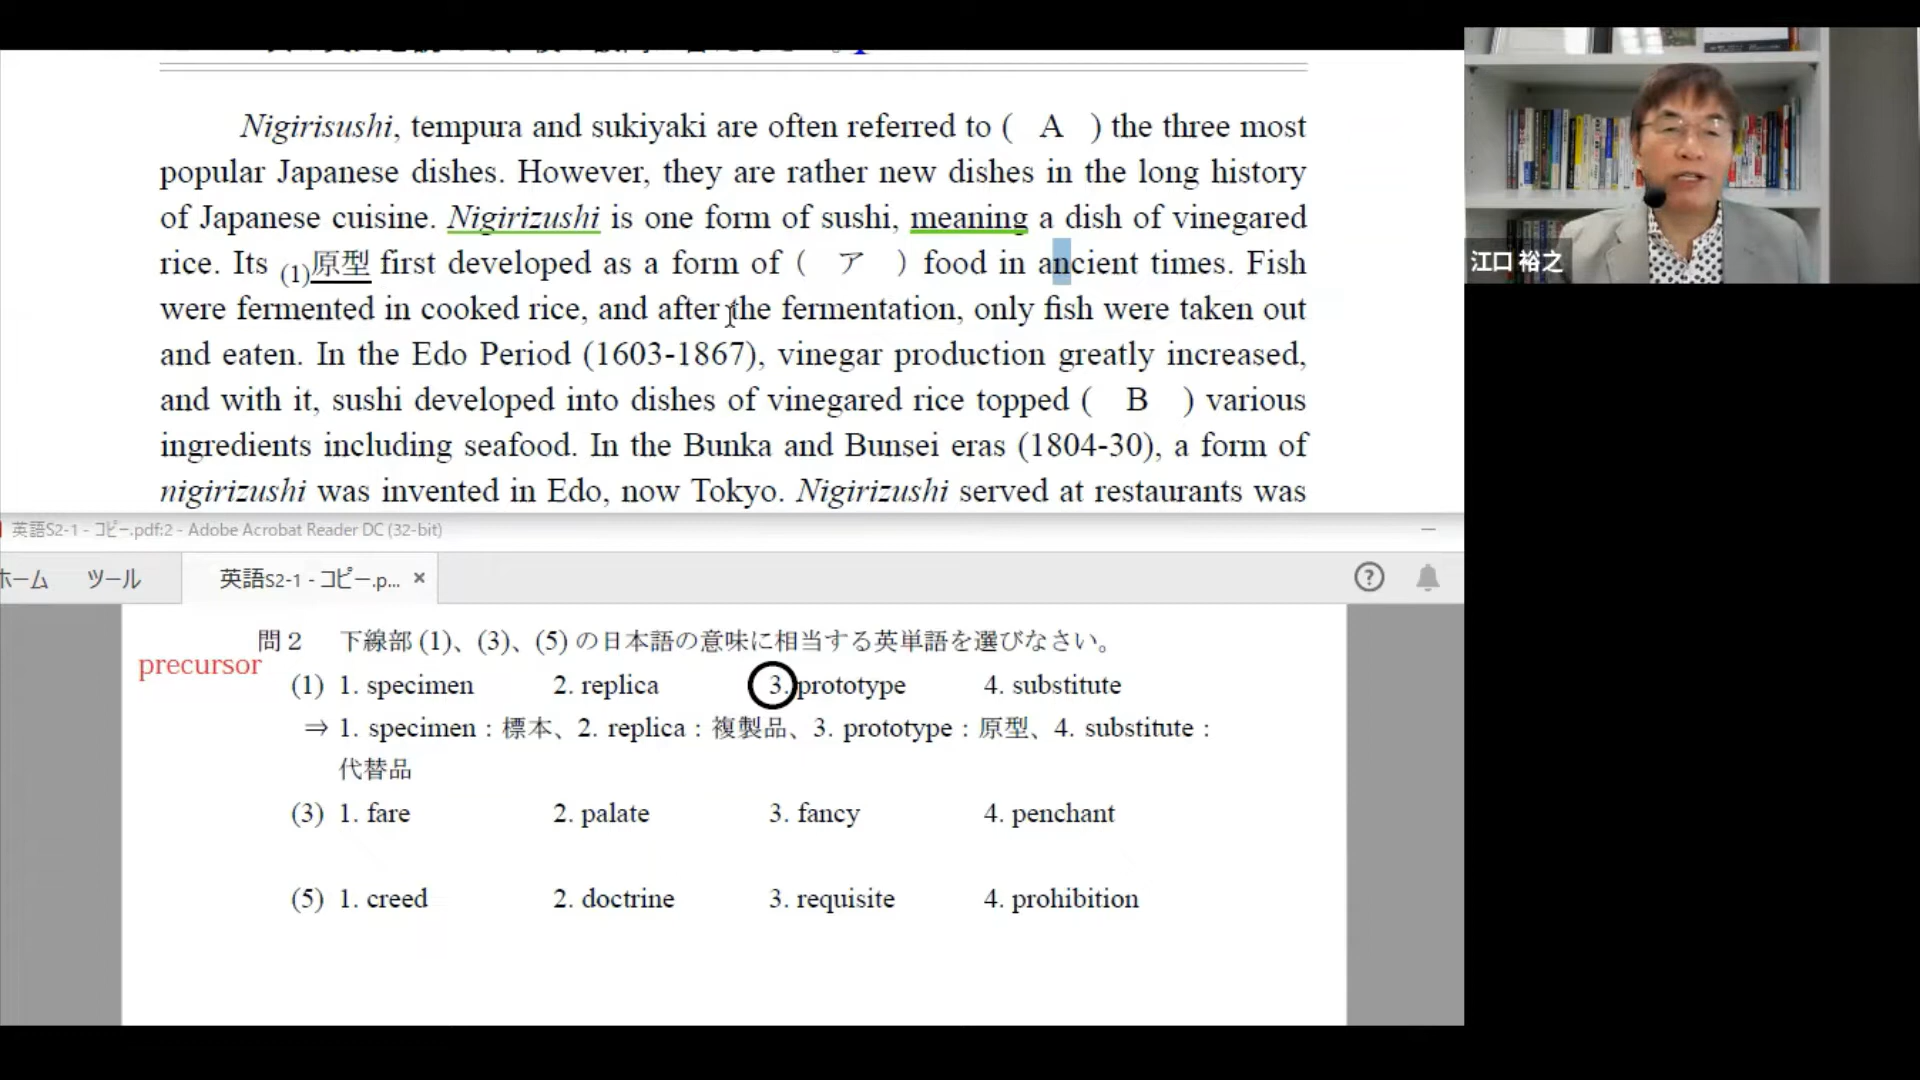 Nigirisushi, tempura and sukiyaki are often referred to ( A ) the three most
popular Japanese dishes. However, they are rather new dishes in the long history
of Japanese cuisine. Nigirizushi is one form of sushi, meaning a dish of vinegared
rice. Its (1)原型 first developed as a form of ( ア ) food in ancient times. Fish
were fermented in cooked rice, and after the fermentation, only fish were taken out
and eaten. In the Edo Period (1603-1867), vinegar production greatly increased,
and with it, sushi developed into dishes of vinegared rice topped ( B ) various
ingredients including seafood. In the Bunka and Bunsei eras (1804-30), a form of
nigirizushi was invented in Edo, now Tokyo. Nigirizushi served at restaurants was
江口 裕之
英語S2-1 - コピー.pdf:2 - Adobe Acrobat Reader DC (32-bit)
ホーム ツール 英語S2-1 - コピー.p... ×
問2 下線部 (1)、(3)、(5) の日本語の意味に相当する英単語を選びなさい。
precursor
(1) 1. specimen 2. replica 3. prototype 4. substitute
⇒ 1. specimen：標本、2. replica：複製品、3. prototype：原型、4. substitute：
代替品
(3) 1. fare 2. palate 3. fancy 4. penchant
(5) 1. creed 2. doctrine 3. requisite 4. prohibition